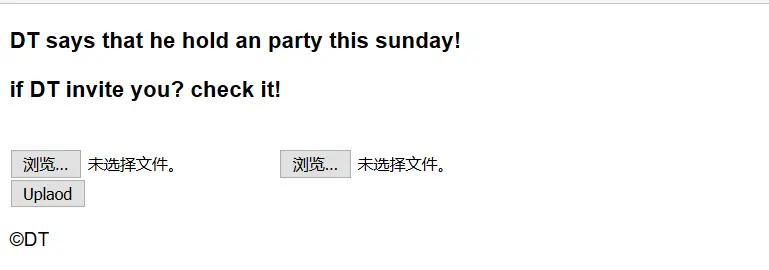 DT says that he hold an party this sunday!
if DT invite you? check it!
浏览... 未选择文件。 浏览... 未选择文件。
Uplaod
©DT